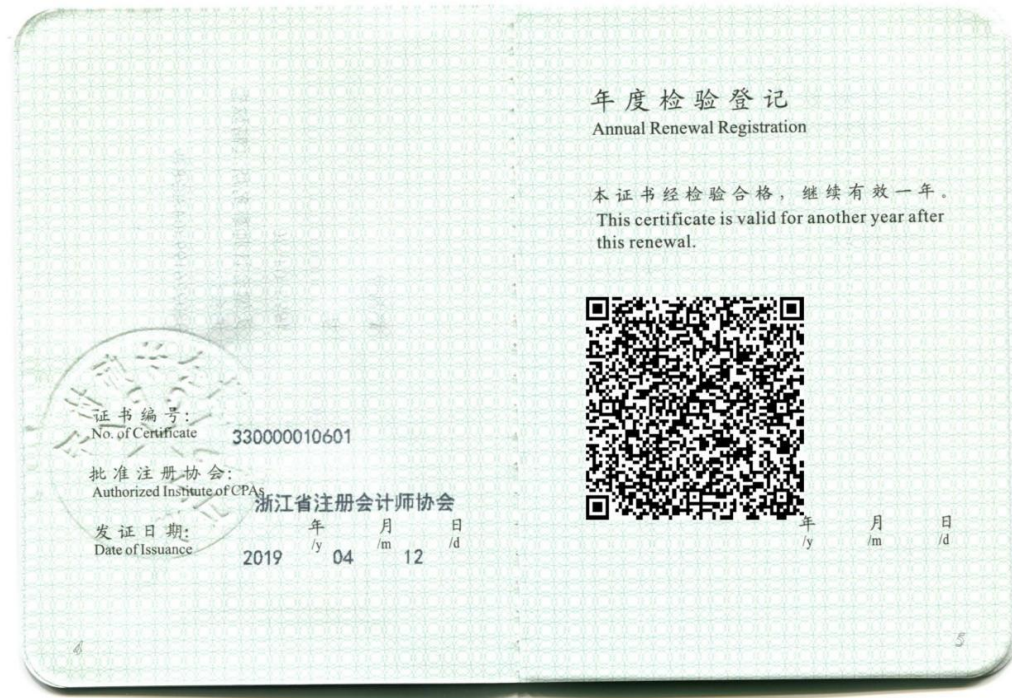 证书编号:
No. of Certificate
330000010601
批准注册协会:
Authorized Institute of CPAs
浙江省注册会计师协会
发证日期:
Date of Issuance
年 月 日
/y /m /d
2019 04 12
年度检验登记
Annual Renewal Registration
本证书经检验合格，继续有效一年。
This certificate is valid for another year after
this renewal.
年 月 日
/y /m /d
5